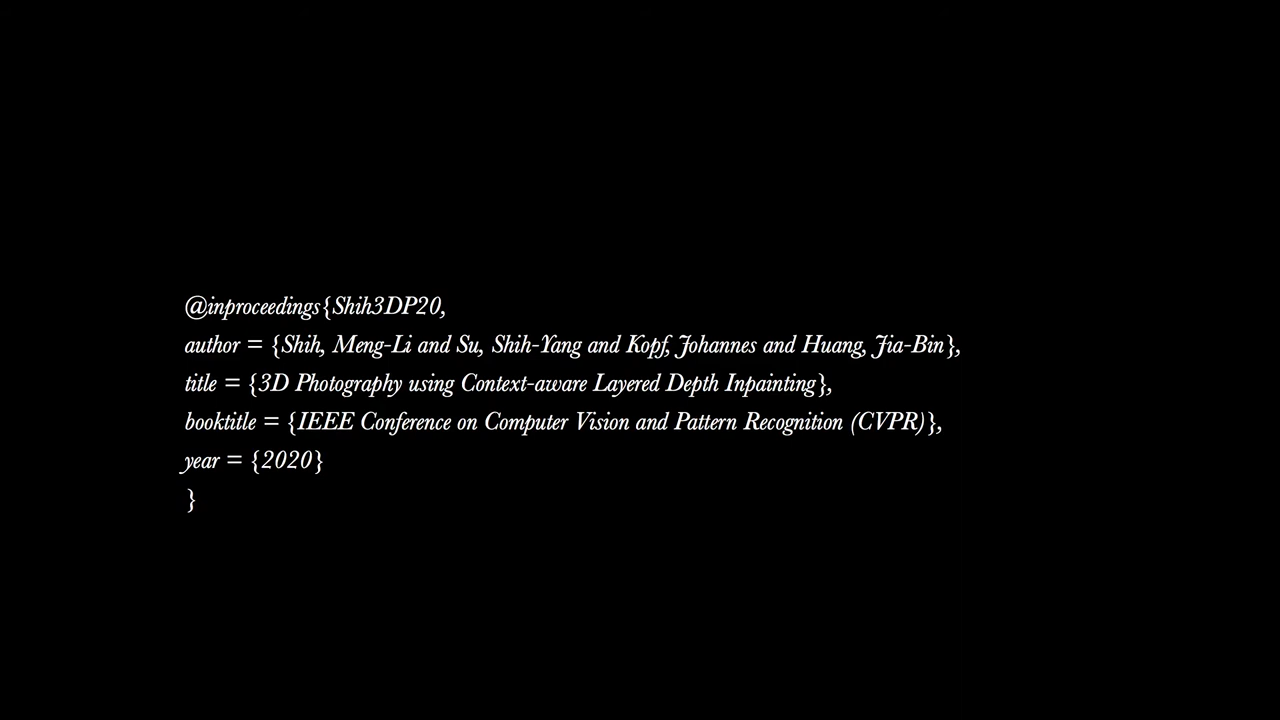 @inproceedings{Shih3DP20,
author = {Shih, Meng-Li and Su, Shih-Yang and Kopf, Johannes and Huang, Jia-Bin},
title = {3D Photography using Context-aware Layered Depth Inpainting},
booktitle = {IEEE Conference on Computer Vision and Pattern Recognition (CVPR)},
year = {2020}
}